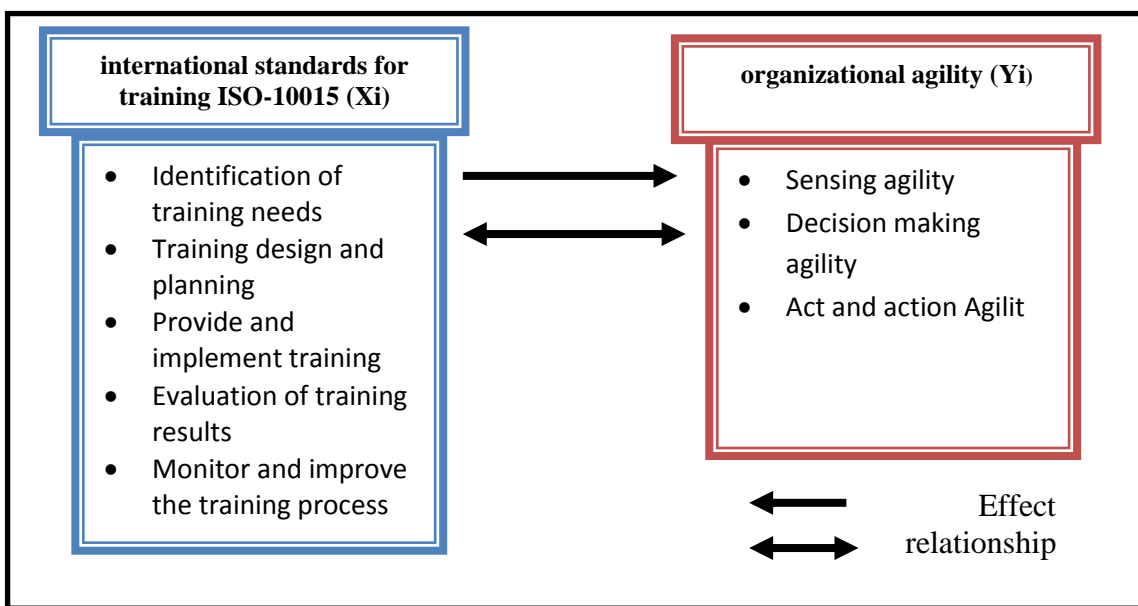 international standards for
training ISO-10015 (Xi)
• Identification of
training needs
• Training design and
planning
• Provide and
implement training
• Evaluation of training
results
• Monitor and improve
the training process
organizational agility (Yi)
• Sensing agility
• Decision making
agility
• Act and action Agilit
Effect
relationship